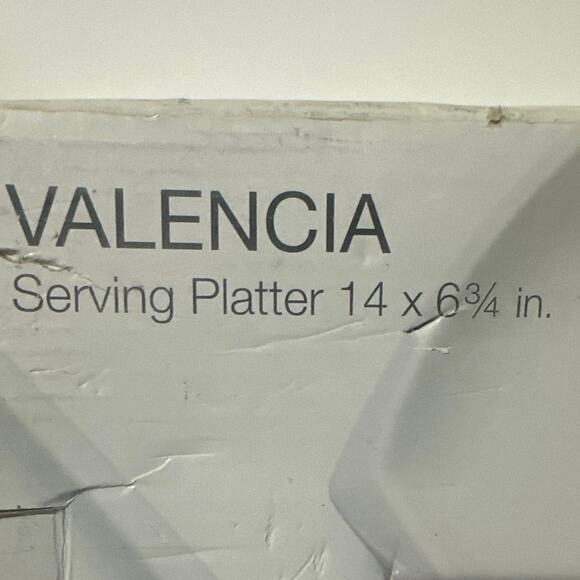 VALENCIA
Serving Platter 14 x 6¾ in.